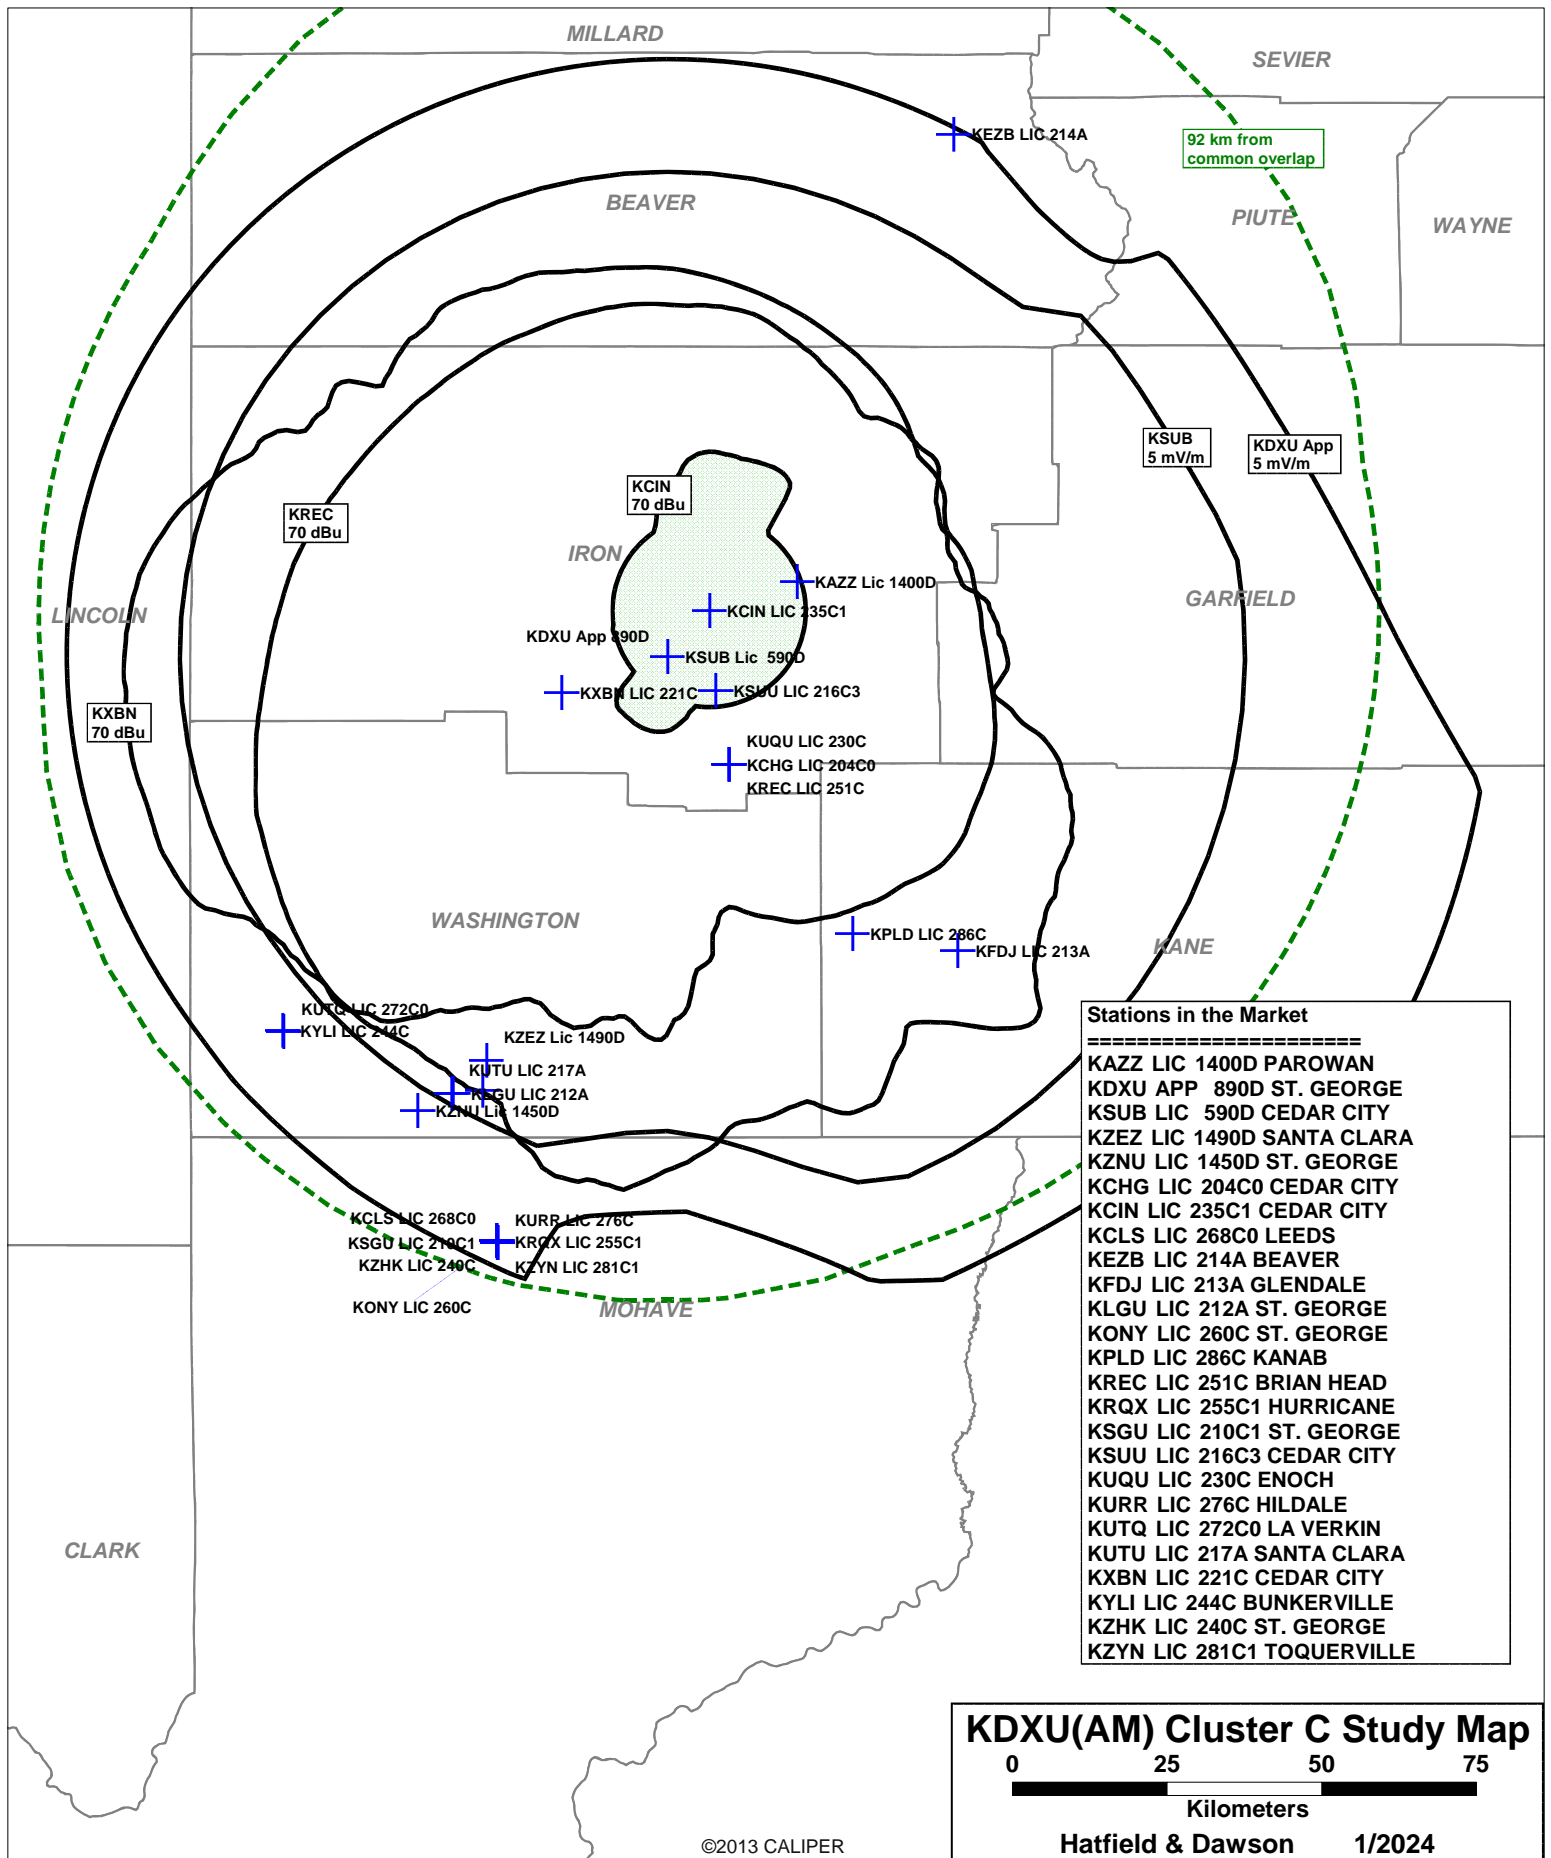 MILLARD
SEVIER
KEZB LIC 214A
92 km from
common overlap
BEAVER
PIUTE
WAYNE
KSUB
5 mV/m
KDXU App
5 mV/m
KCIN
70 dBu
KREC
70 dBu
IRON
KAZZ Lic 1400D
GARFIELD
LINCOLN
KCIN LIC 235C1
KDXU App 890D
KSUB Lic  590D
KXBN LIC 221C
KSUU LIC 216C3
KXBN
70 dBu
KUQU LIC 230C
KCHG LIC 204C0
KREC LIC 251C
WASHINGTON
KPLD LIC 286C
KFDJ LIC 213A
KANE
KUTQ LIC 272C0
KYLI LIC 244C
KZEZ Lic 1490D
KUTU LIC 217A
KLGU LIC 212A
KZNU Lic 1450D
KCLS LIC 268C0
KURR LIC 276C
KSGU LIC 210C1
KRQX LIC 255C1
KZHK LIC 240C
KZYN LIC 281C1
KONY LIC 260C
MOHAVE
CLARK
Stations in the Market
======================
KAZZ LIC 1400D PAROWAN
KDXU APP  890D ST. GEORGE
KSUB LIC  590D CEDAR CITY
KZEZ LIC 1490D SANTA CLARA
KZNU LIC 1450D ST. GEORGE
KCHG LIC 204C0 CEDAR CITY
KCIN LIC 235C1 CEDAR CITY
KCLS LIC 268C0 LEEDS
KEZB LIC 214A BEAVER
KFDJ LIC 213A GLENDALE
KLGU LIC 212A ST. GEORGE
KONY LIC 260C ST. GEORGE
KPLD LIC 286C KANAB
KREC LIC 251C BRIAN HEAD
KRQX LIC 255C1 HURRICANE
KSGU LIC 210C1 ST. GEORGE
KSUU LIC 216C3 CEDAR CITY
KUQU LIC 230C ENOCH
KURR LIC 276C HILDALE
KUTQ LIC 272C0 LA VERKIN
KUTU LIC 217A SANTA CLARA
KXBN LIC 221C CEDAR CITY
KYLI LIC 244C BUNKERVILLE
KZHK LIC 240C ST. GEORGE
KZYN LIC 281C1 TOQUERVILLE
KDXU(AM) Cluster C Study Map
0 25 50 75
Kilometers
Hatfield & Dawson 1/2024
©2013 CALIPER